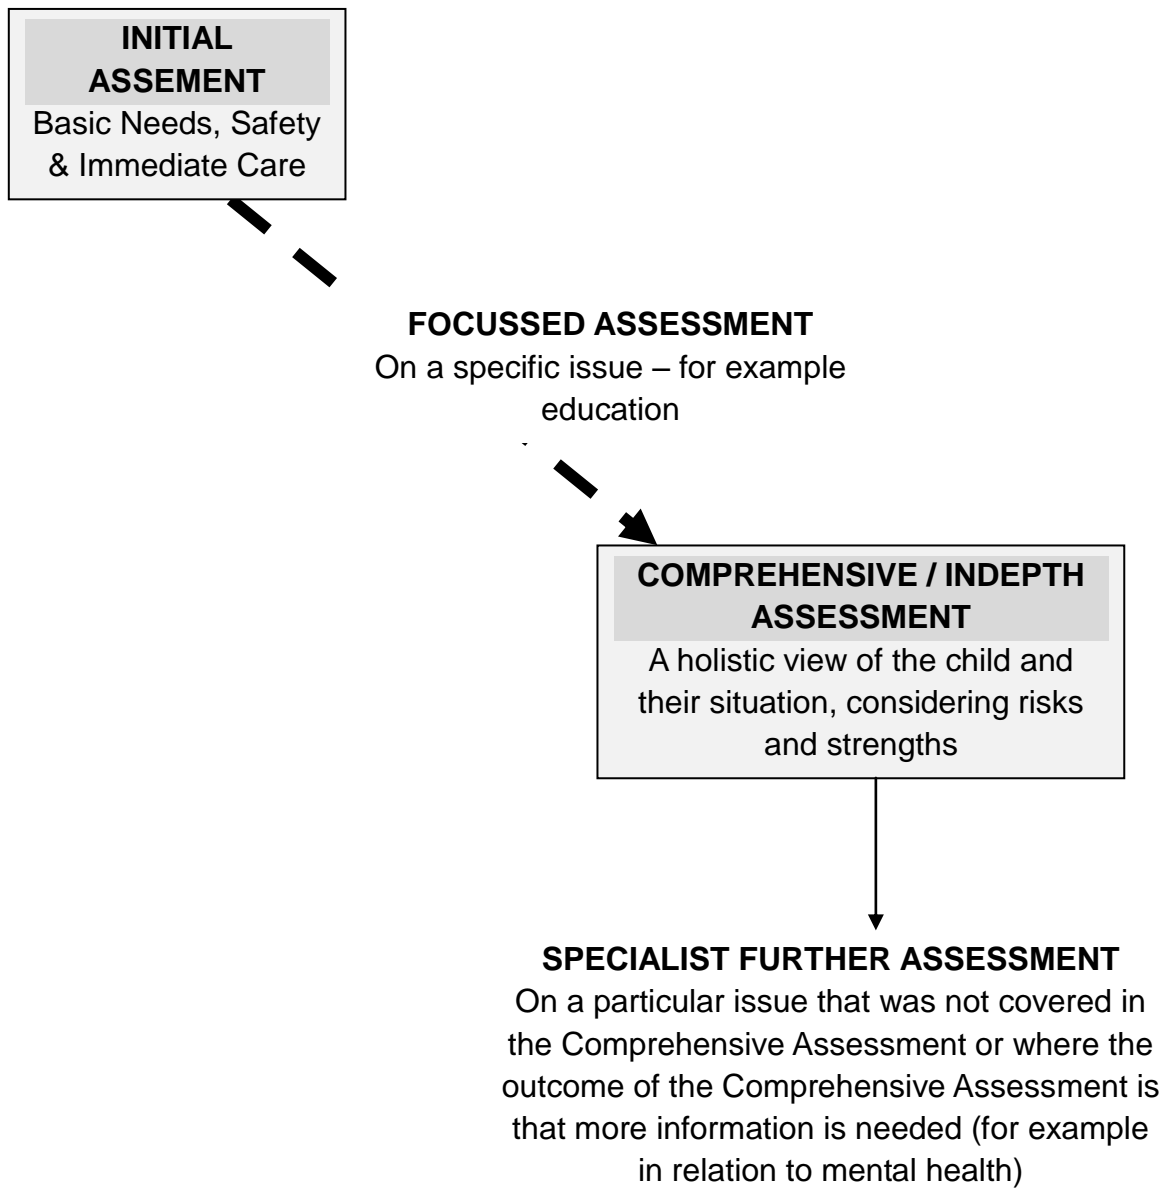 INITIAL
ASSEMENT
Basic Needs, Safety
& Immediate Care
FOCUSSED ASSESSMENT
On a specific issue – for example
education
COMPREHENSIVE / INDEPTH
ASSESSMENT
A holistic view of the child and
their situation, considering risks
and strengths
SPECIALIST FURTHER ASSESSMENT
On a particular issue that was not covered in
the Comprehensive Assessment or where the
outcome of the Comprehensive Assessment is
that more information is needed (for example
in relation to mental health)